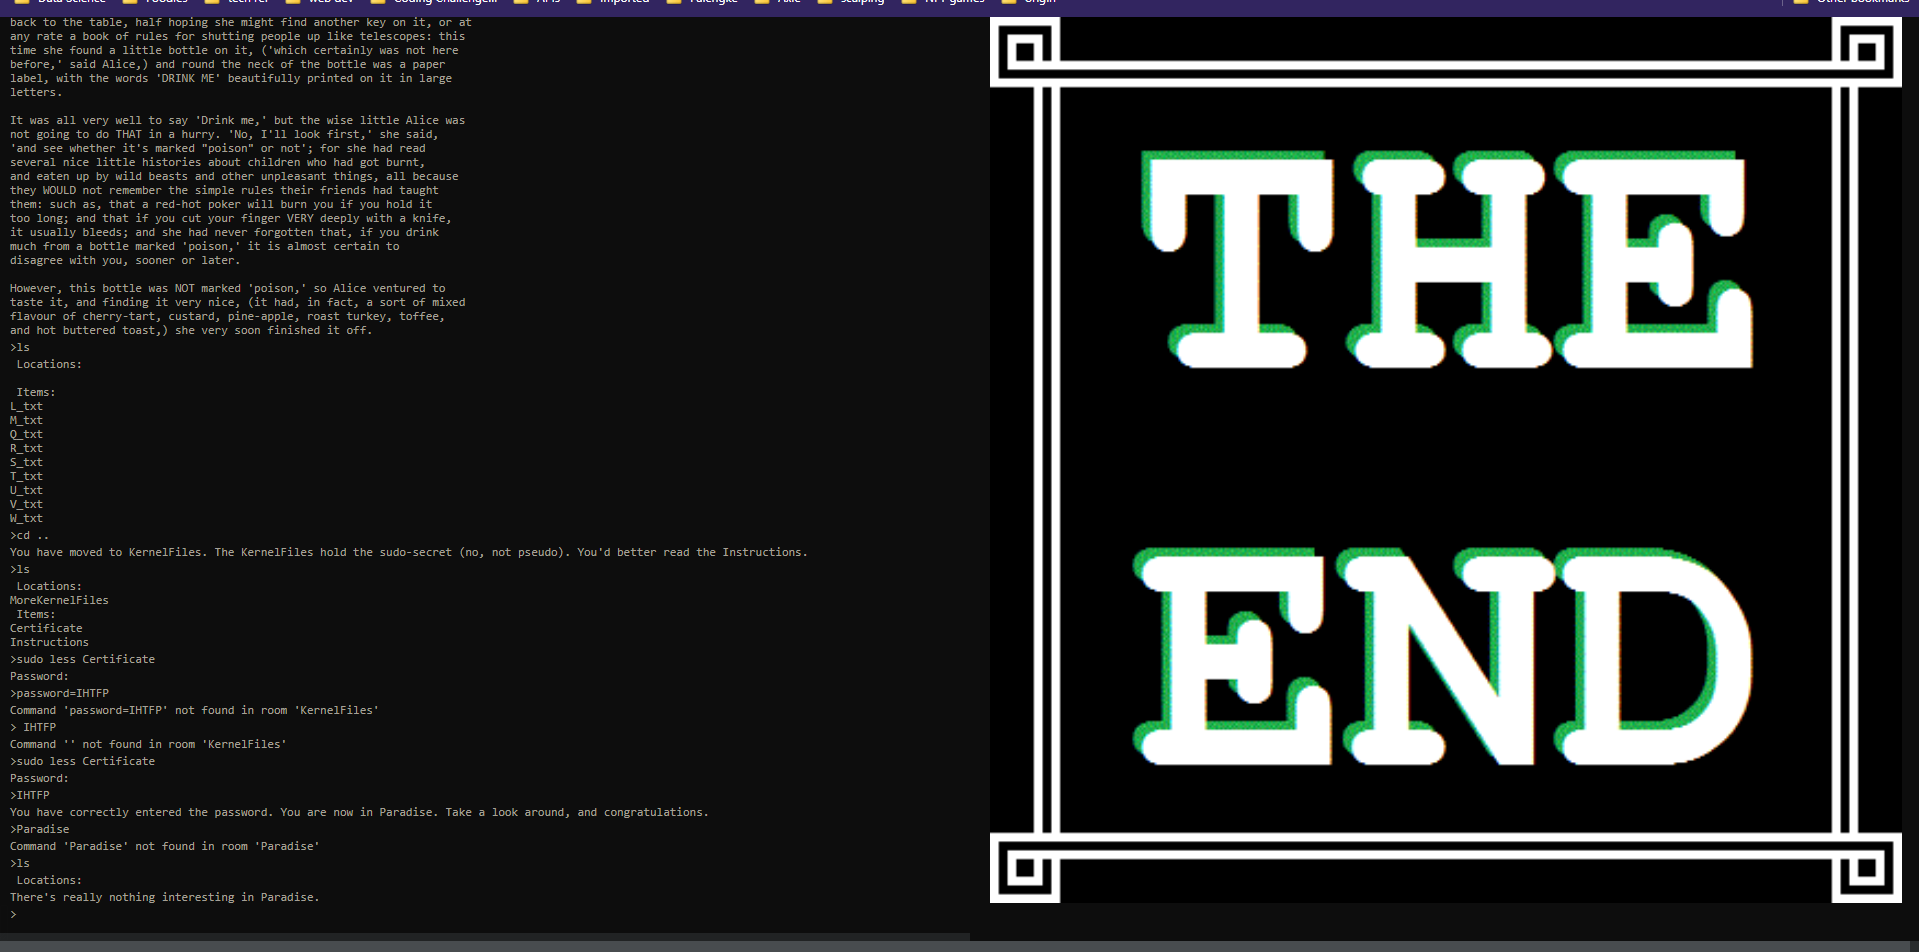 Data Science
web dev
Coding Challenge...
APIs
Imported
Axie
sculping
NFT games
origin
Other bookmarks
back to the table, half hoping she might find another key on it, or at
any rate a book of rules for shutting people up like telescopes: this
time she found a little bottle on it, ('which certainly was not here
before,' said Alice,) and round the neck of the bottle was a paper
label, with the words 'DRINK ME' beautifully printed on it in large
letters.
It was all very well to say 'Drink me,' but the wise little Alice was
not going to do THAT in a hurry. 'No, I'll look first,' she said,
'and see whether it's marked "poison" or not'; for she had read
several nice little histories about children who had got burnt,
and eaten up by wild beasts and other unpleasant things, all because
they WOULD not remember the simple rules their friends had taught
them: such as, that a red-hot poker will burn you if you hold it
too long; and that if you cut your finger VERY deeply with a knife,
it usually bleeds; and she had never forgotten that, if you drink
much from a bottle marked 'poison,' it is almost certain to
disagree with you, sooner or later.
However, this bottle was NOT marked 'poison,' so Alice ventured to
taste it, and finding it very nice, (it had, in fact, a sort of mixed
flavour of cherry-tart, custard, pine-apple, roast turkey, toffee,
and hot buttered toast,) she very soon finished it off.
>ls
Locations:
Items:
L_txt
M_txt
Q_txt
R_txt
S_txt
T_txt
U_txt
V_txt
W_txt
>cd ..
You have moved to KernelFiles. The KernelFiles hold the sudo-secret (no, not pseudo). You'd better read the Instructions.
>ls
Locations:
MoreKernelFiles
Items:
Certificate
Instructions
>sudo less Certificate
Password:
>password=IHTFP
Command 'password=IHTFP' not found in room 'KernelFiles'
> IHTFP
Command '' not found in room 'KernelFiles'
>sudo less Certificate
Password:
>IHTFP
You have correctly entered the password. You are now in Paradise. Take a look around, and congratulations.
>Paradise
Command 'Paradise' not found in room 'Paradise'
>ls
Locations:
There's really nothing interesting in Paradise.
>
THE
END